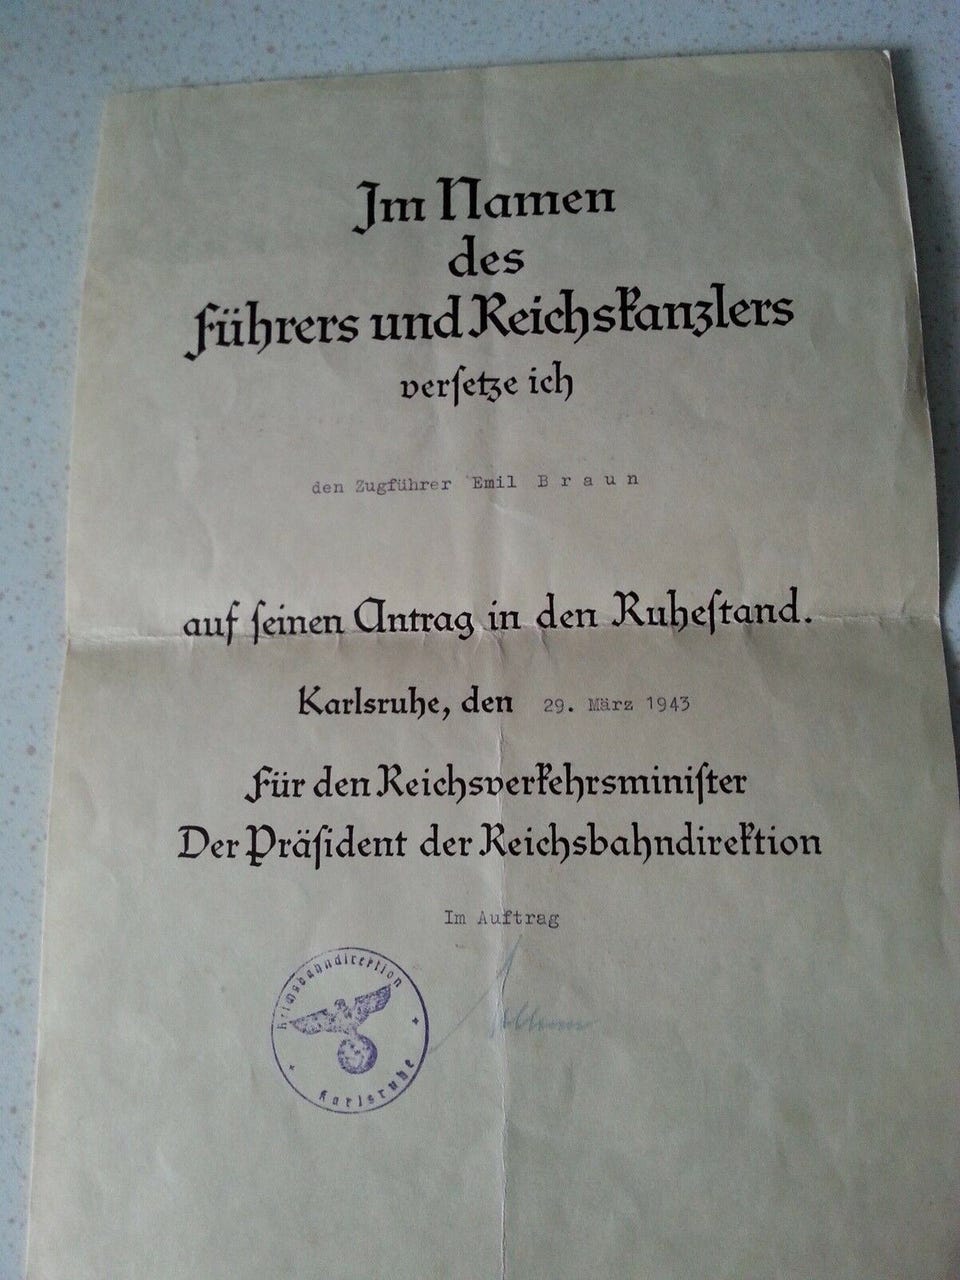 Im Namen
des
Führers und Reichskanzlers
versetze ich
den Zugführer Emil B r a u n
auf seinen Antrag in den Ruhestand.
Karlsruhe, den 29. März 1943
Für den Reichsverkehrsminister
Der Präsident der Reichsbahndirektion
Im Auftrag
Reichsbahndirektion
Karlsruhe